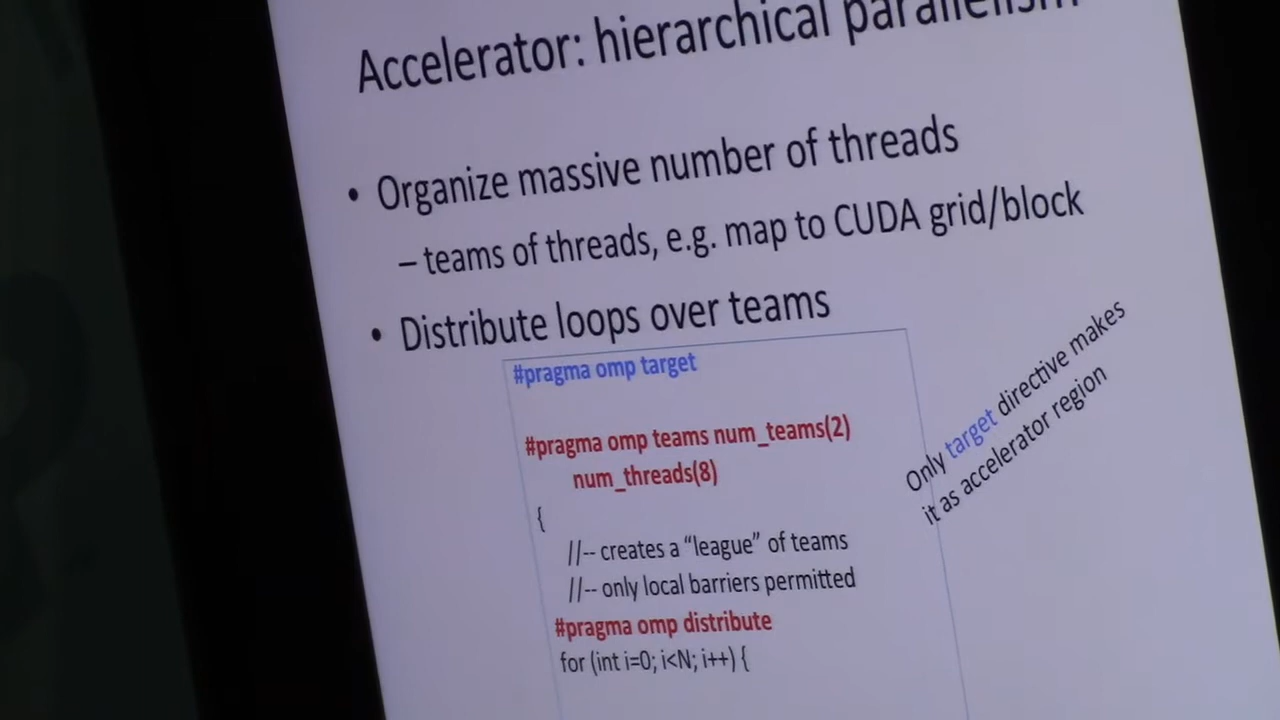 Accelerator: hierarchical parallelism
• Organize massive number of threads
– teams of threads, e.g. map to CUDA grid/block
• Distribute loops over teams
#pragma omp target
#pragma omp teams num_teams(2)
num_threads(8)
{
//-- creates a “league” of teams
//-- only local barriers permitted
#pragma omp distribute
for (int i=0; i<N; i++) {
Only target directive makes
it as accelerator region